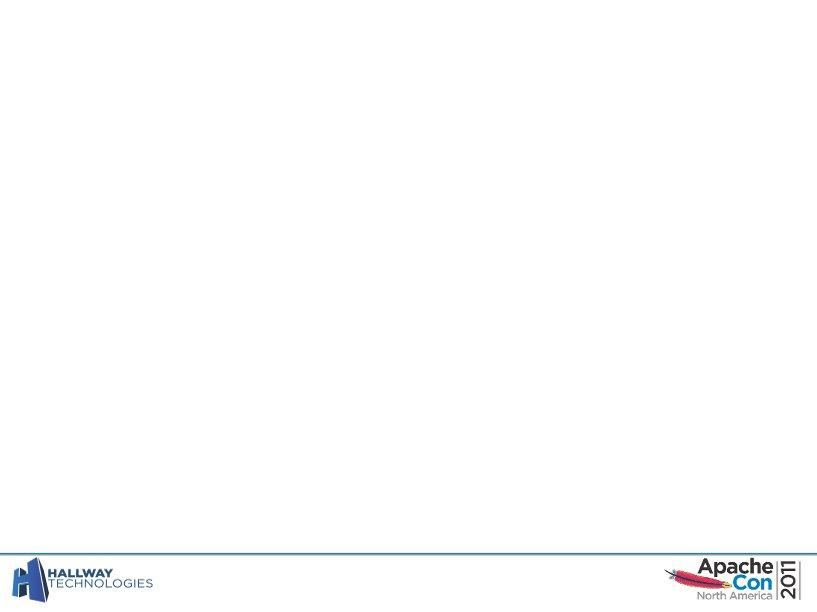 HALLWAY
TECHNOLOGIES
Apache
Con
North America
2011